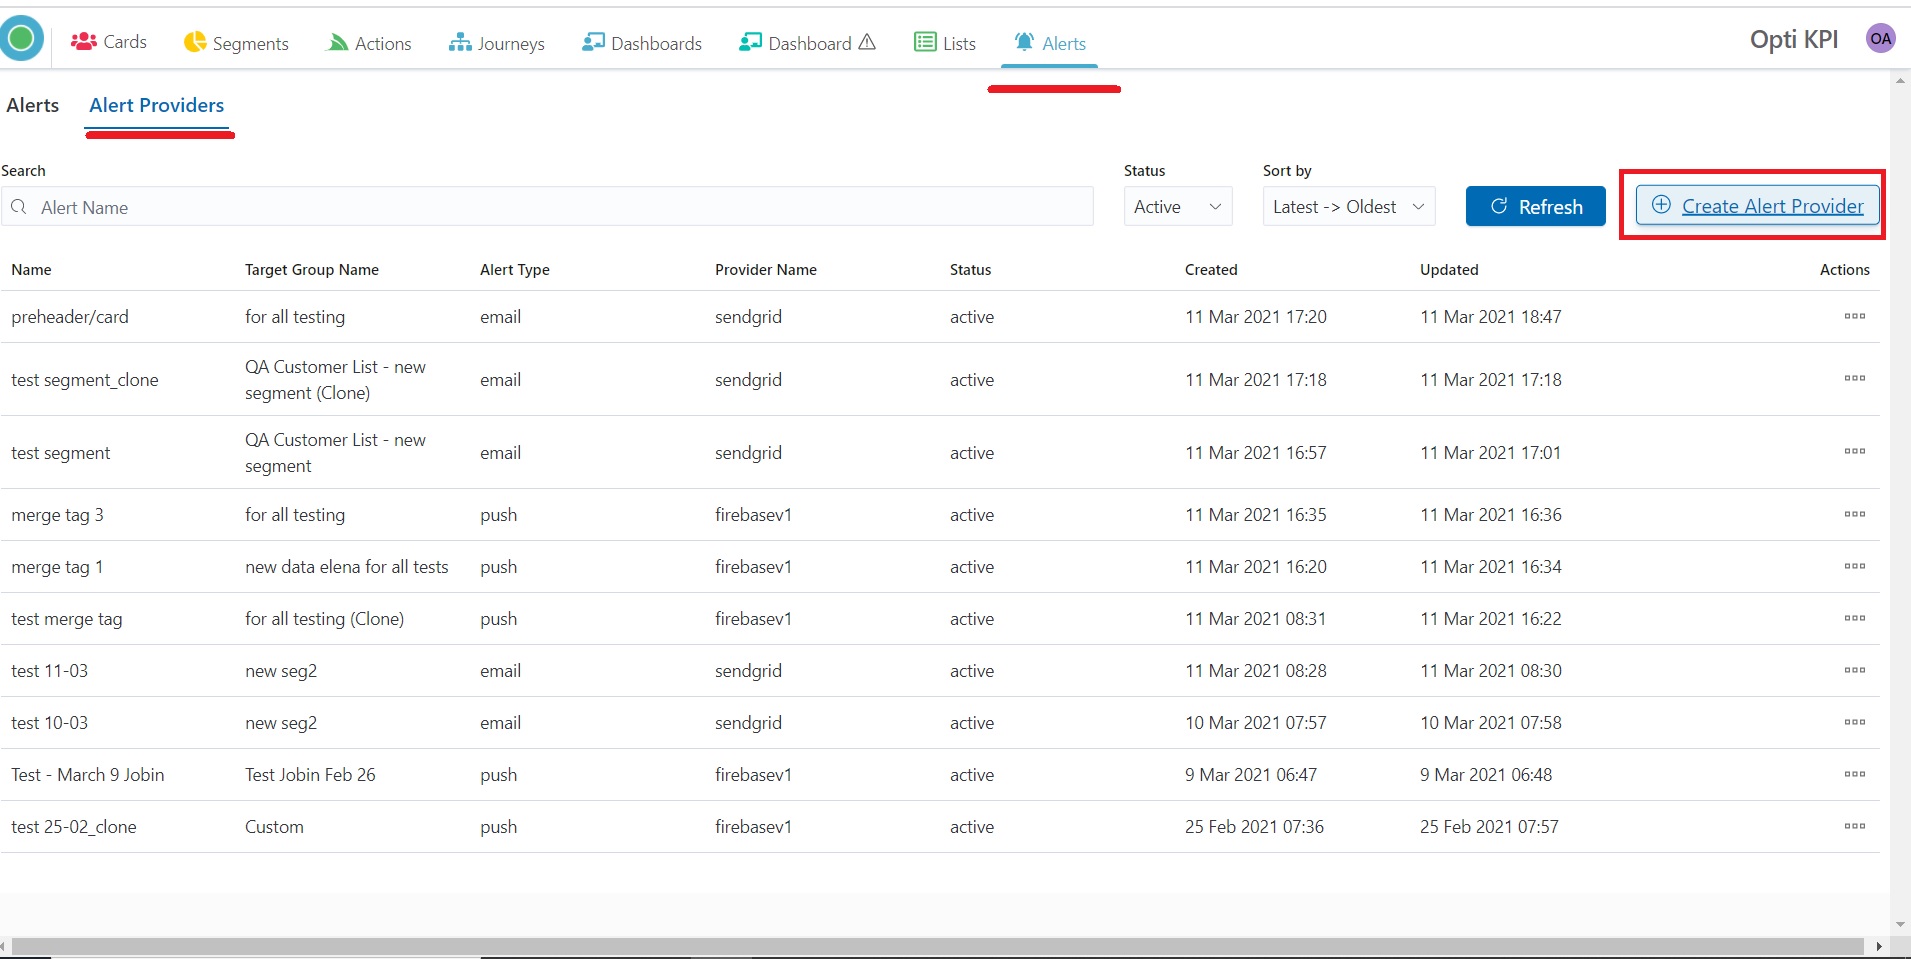 Cards Segments Actions Journeys Dashboards Dashboard Lists Alerts Opti KPI OA
Alerts Alert Providers
Search Status Sort by
Alert Name Active Latest -> Oldest Refresh Create Alert Provider
Name Target Group Name Alert Type Provider Name Status Created Updated Actions
preheader/card for all testing email sendgrid active 11 Mar 2021 17:20 11 Mar 2021 18:47
QA Customer List - new
test segment_clone email sendgrid active 11 Mar 2021 17:18 11 Mar 2021 17:18
segment (Clone)
QA Customer List - new
test segment email sendgrid active 11 Mar 2021 16:57 11 Mar 2021 17:01
segment
merge tag 3 for all testing push firebasev1 active 11 Mar 2021 16:35 11 Mar 2021 16:36
merge tag 1 new data elena for all tests push firebasev1 active 11 Mar 2021 16:20 11 Mar 2021 16:34
test merge tag for all testing (Clone) push firebasev1 active 11 Mar 2021 08:31 11 Mar 2021 16:22
test 11-03 new seg2 email sendgrid active 11 Mar 2021 08:28 11 Mar 2021 08:30
test 10-03 new seg2 email sendgrid active 10 Mar 2021 07:57 10 Mar 2021 07:58
Test - March 9 Jobin Test Jobin Feb 26 push firebasev1 active 9 Mar 2021 06:47 9 Mar 2021 06:48
test 25-02_clone Custom push firebasev1 active 25 Feb 2021 07:36 25 Feb 2021 07:57